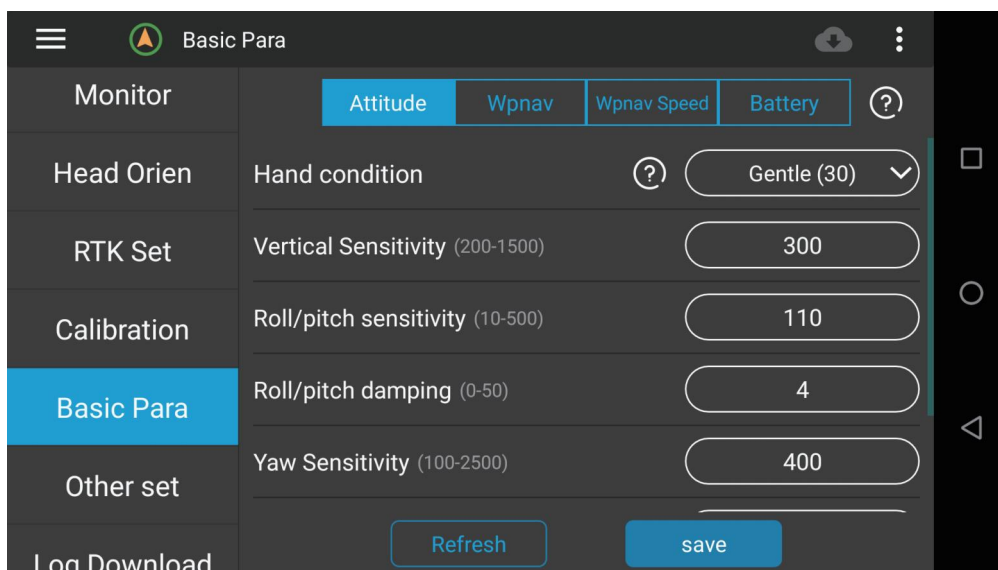 Basic Para
Monitor
Head Orien
RTK Set
Calibration
Basic Para
Other set
Log Download
Attitude
Wpnav
Wpnav Speed
Battery
Hand condition
Gentle (30)
Vertical Sensitivity (200-1500)
300
Roll/pitch sensitivity (10-500)
110
Roll/pitch damping (0-50)
4
Yaw Sensitivity (100-2500)
400
Refresh
save